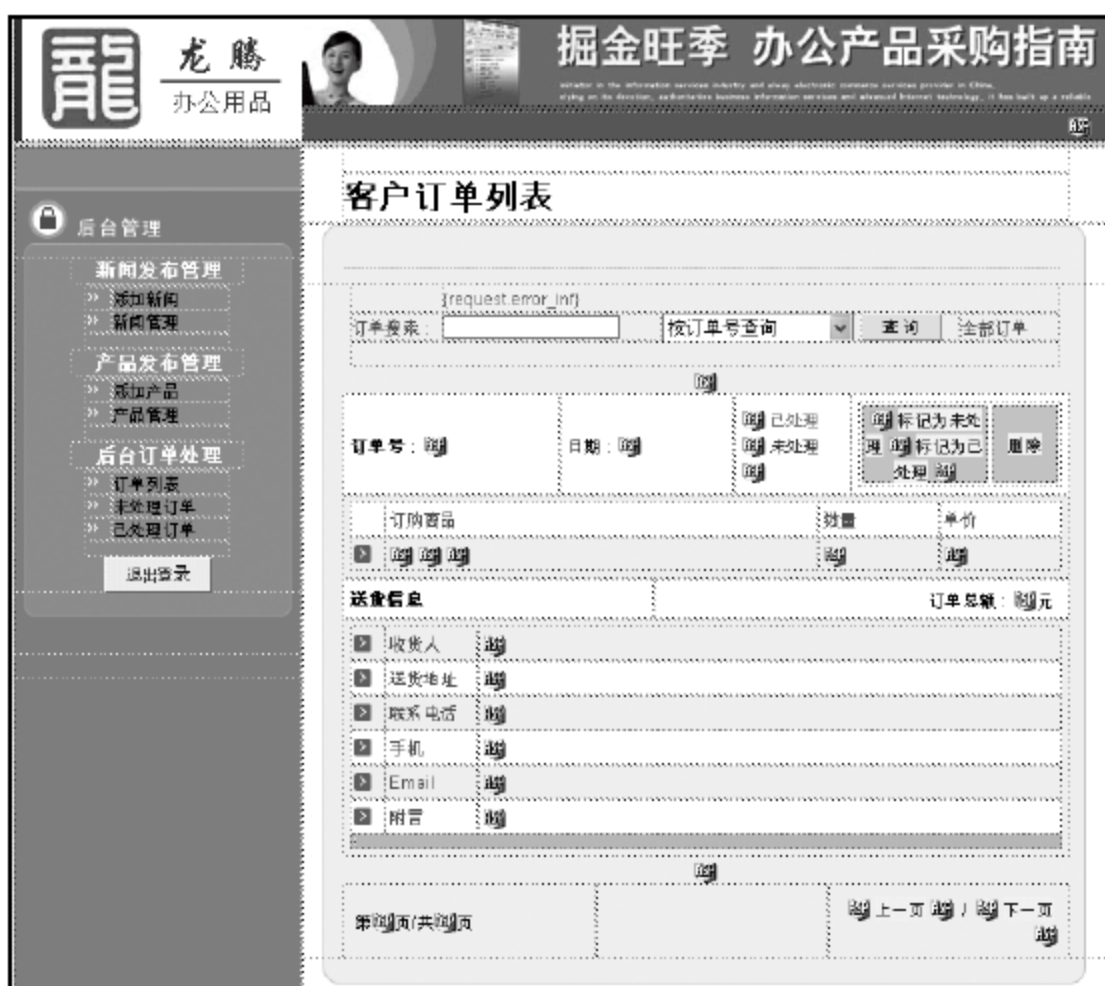 龍
龙 腾
办公用品
掘金旺季 办公产品采购指南
后台管理
新闻发布管理
添加新闻
新闻管理
产品发布管理
添加产品
产品管理
后台订单处理
订单列表
未处理订单
已处理订单
退出登录
客户订单列表
{request.error_inf}
订单搜索：
按订单号查询
查 询
全部订单
订单号：
日期：
已处理
未处理
标记为未处
理 标记为已
处理
删除
订购商品 数量 单价
送货信息 订单总额： 元
收货人
送货地址
联系电话
手机
Email
附言
第 页/共 页
上一页 / 下一页